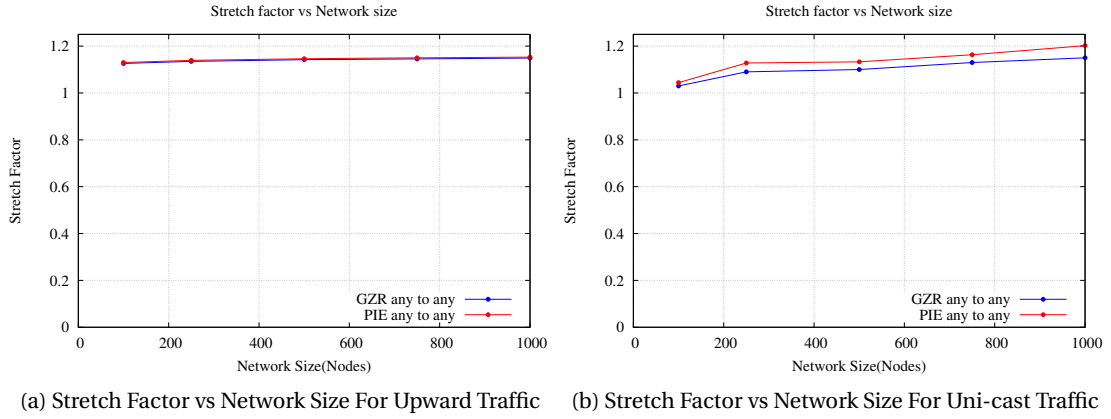 Stretch factor vs Network size
1.2
1
0.8
0.6
0.4
0.2
0
Stretch Factor
GZR any to any
PIE any to any
0 200 400 600 800 1000
Network Size(Nodes)
(a) Stretch Factor vs Network Size For Upward Traffic
Stretch factor vs Network size
1.2
1
0.8
0.6
0.4
0.2
0
Stretch Factor
GZR any to any
PIE any to any
0 200 400 600 800 1000
Network Size(Nodes)
(b) Stretch Factor vs Network Size For Uni-cast Traffic